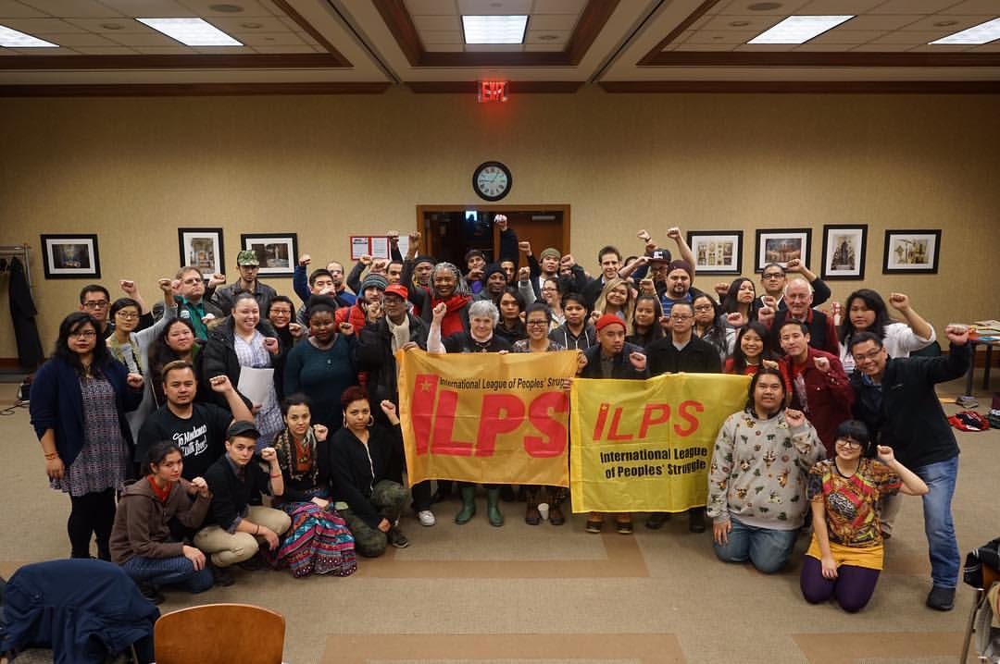 EXIT
International League of Peoples' Strugg
ILPS
iLPS
International League
of Peoples' Struggle